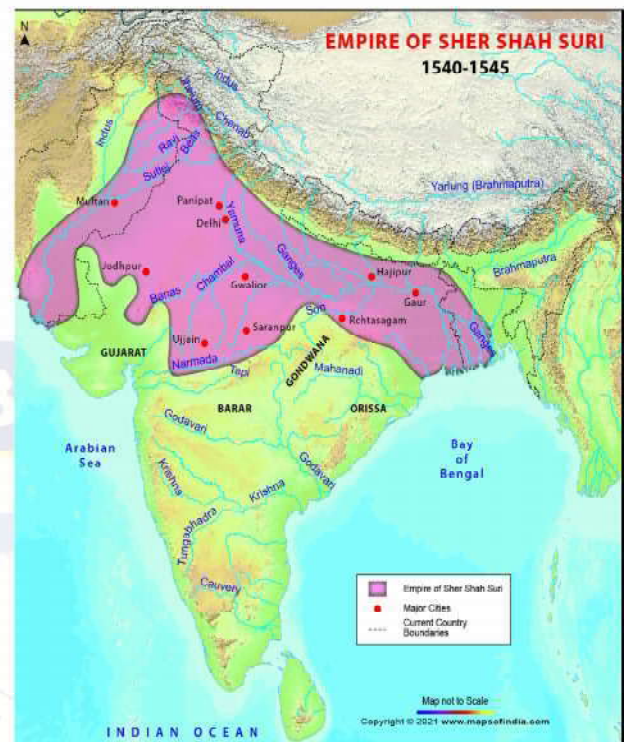 N
EMPIRE OF SHER SHAH SURI
1540-1545
Indus
Jhelum
Chenab
Indus
Ravi
Beas
Sutlej
Yarlung (Brahmaputra)
Multan
Panipat
Delhi
Yamuna
Ganges
Brahmaputra
Jodhpur
Hajipur
Chambal
Banas
Gwalior
Gaur
Son
Rohtasagam
Saranpur
Ujjain
Ganges
GUJARAT
Narmada
GONDWANA
Tapi
Mahanadi
BARAR
ORISSA
Godavari
Arabian
Sea
Bay
of
Bengal
Godavari
Krishna
Krishna
Tungabhadra
Cauvery
Empire of Sher Shah Suri
Major Cities
Current Country
Boundaries
Map not to Scale
Copyright © 2021 www.mapsofindia.com
INDIAN OCEAN